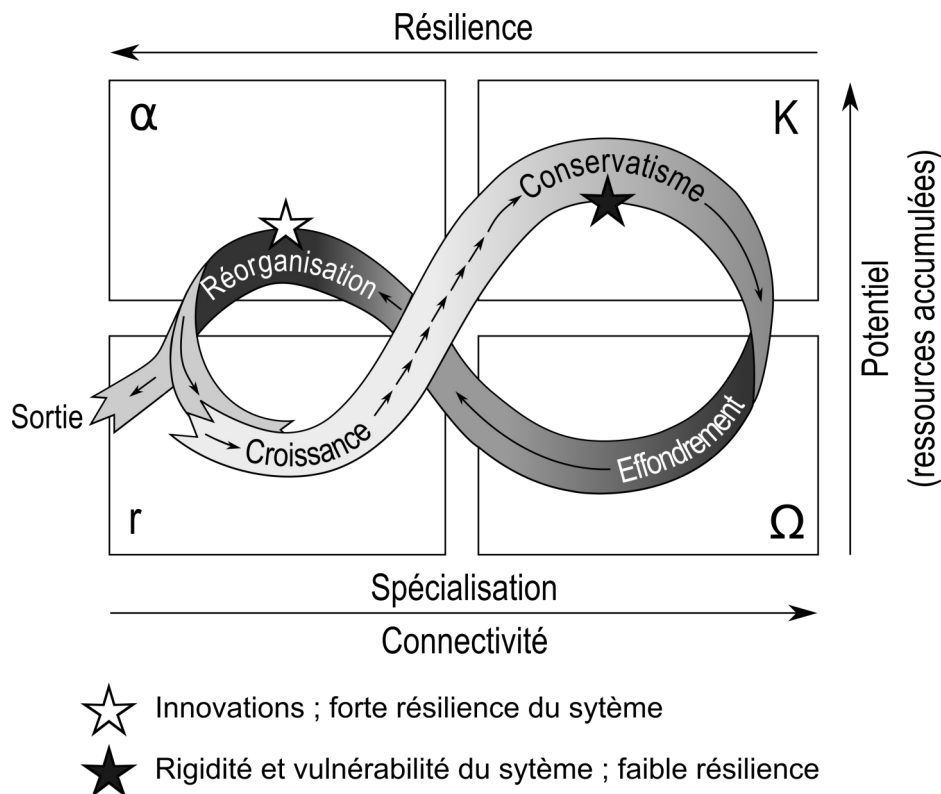 Résilience
α
K
Conservatisme
Réorganisation
Potentiel
(ressources accumulées)
Sortie
Croissance
Effondrement
r
Ω
Spécialisation
Connectivité
Innovations ; forte résilience du sytème
Rigidité et vulnérabilité du sytème ; faible résilience